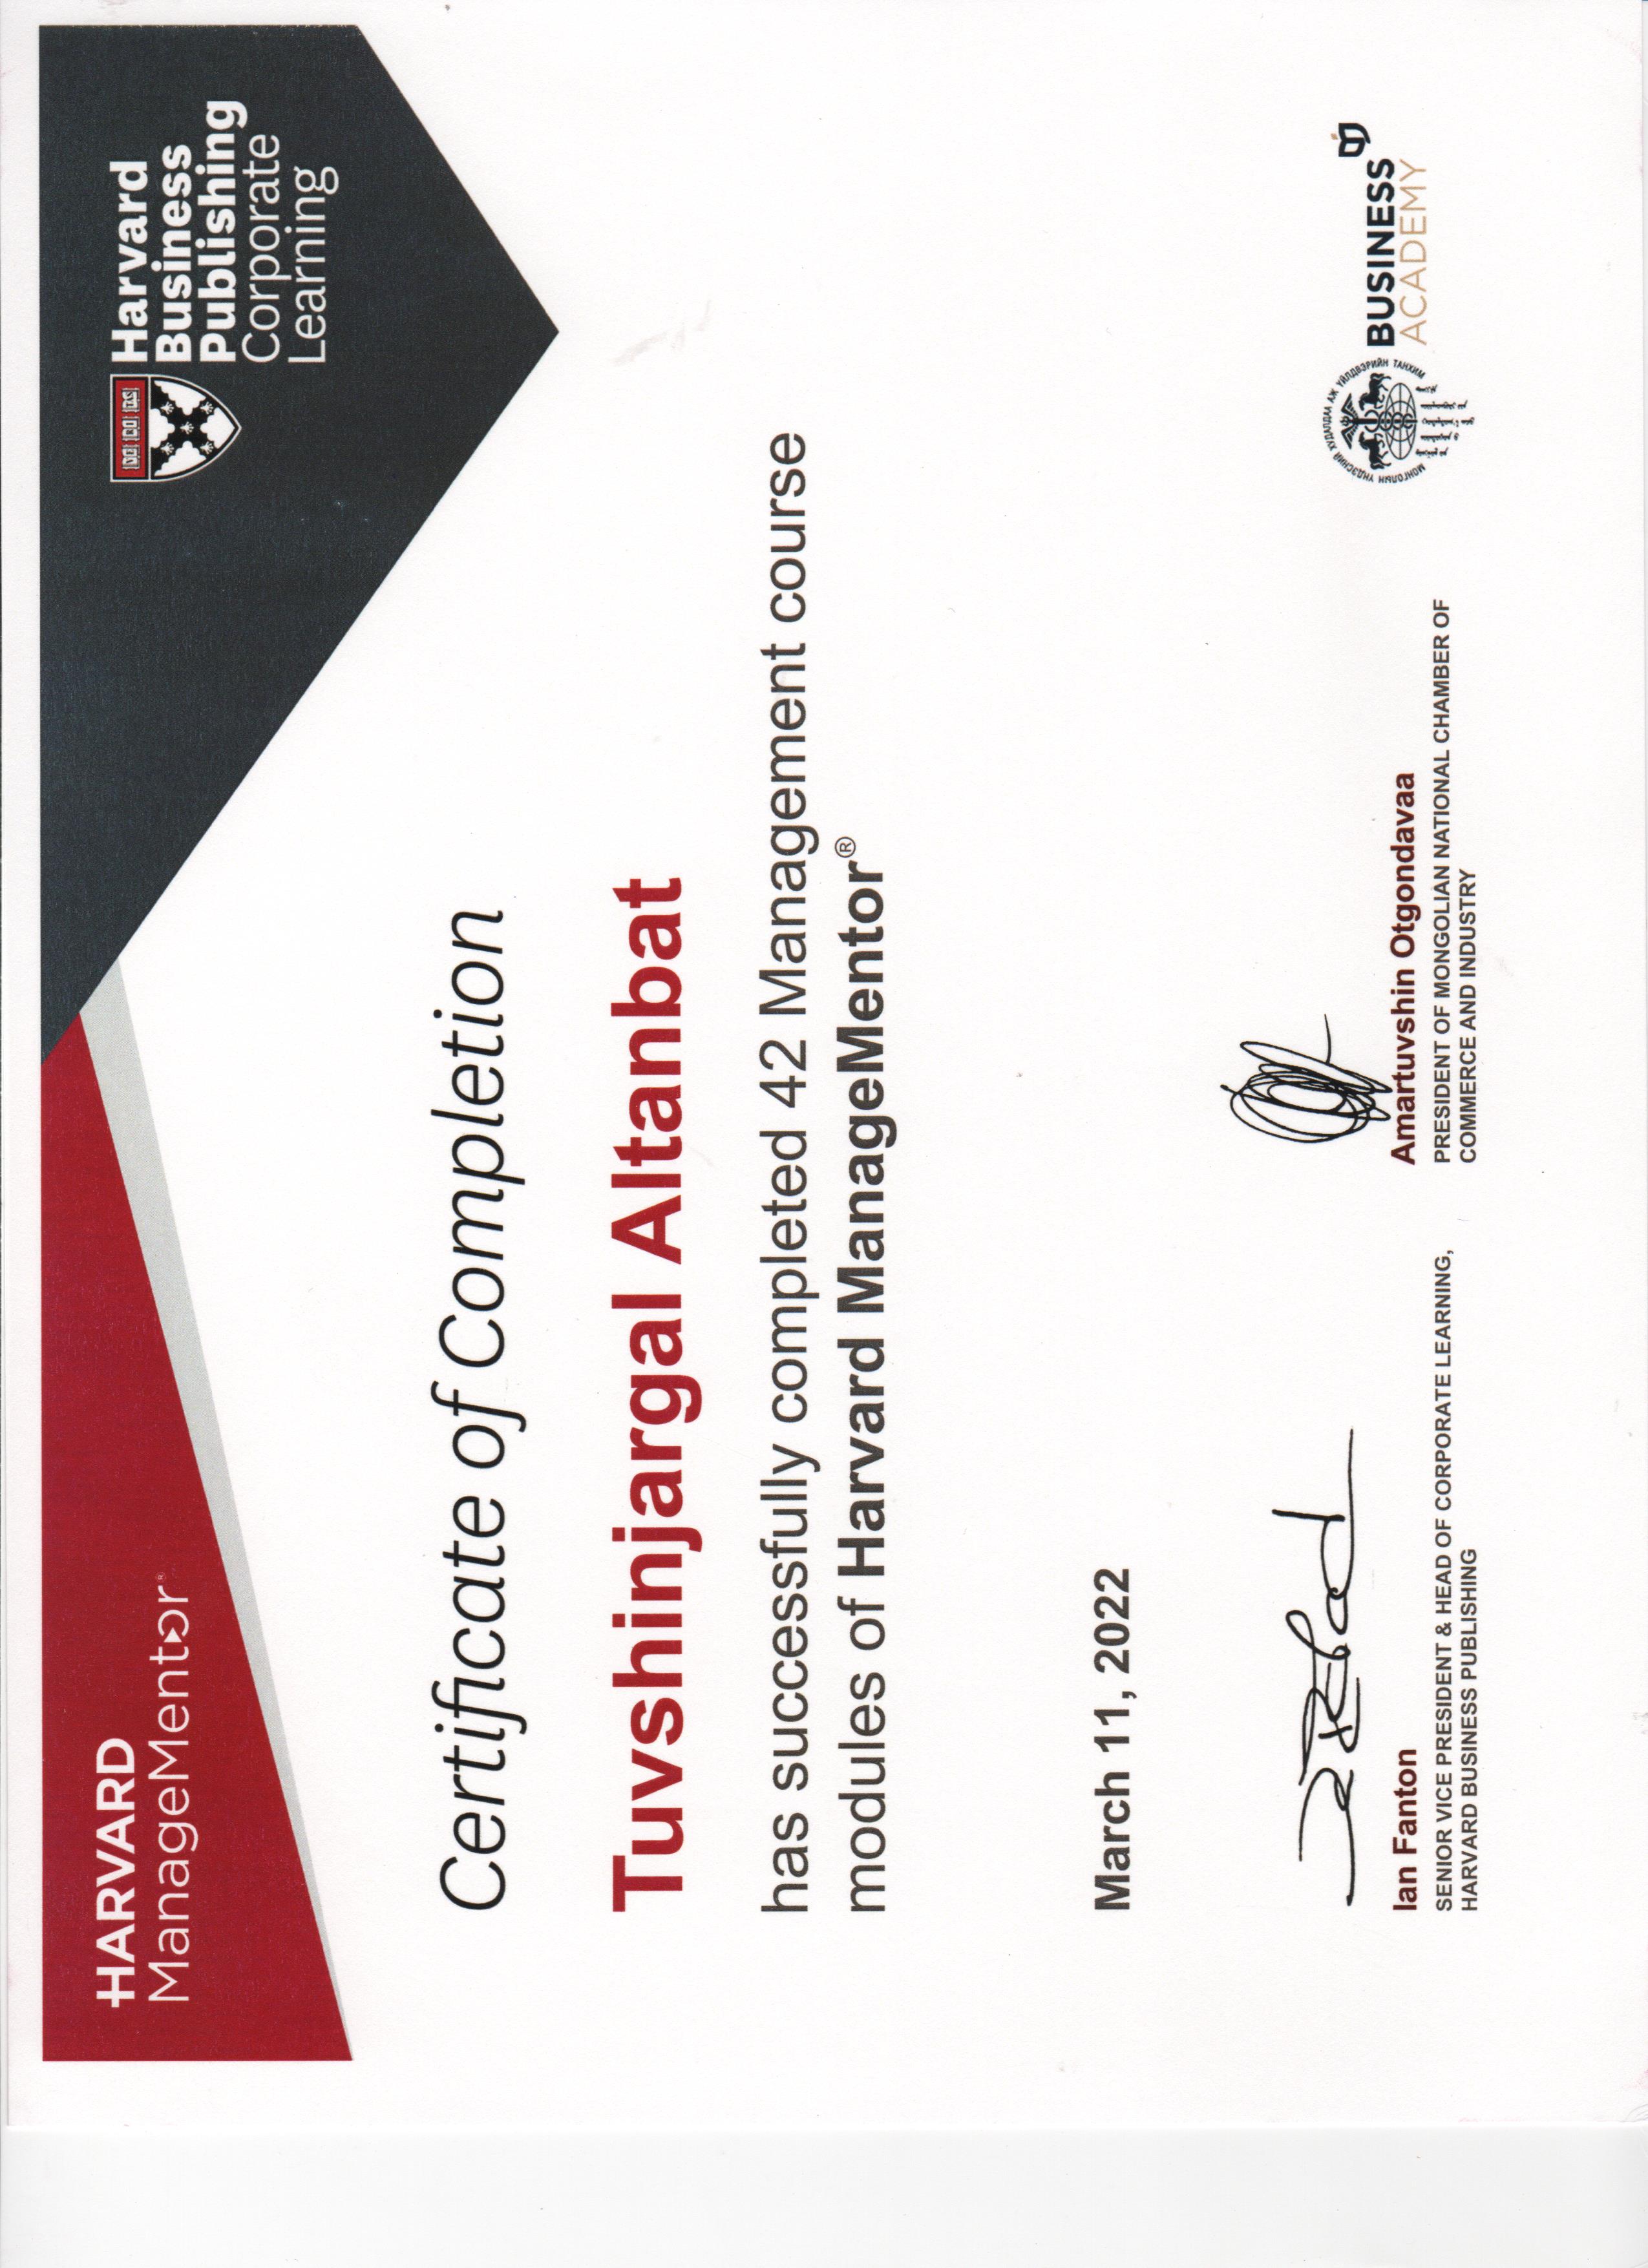 HARVARD
ManageMentor®
Harvard
Business
Publishing
Corporate
Learning
Certificate of Completion
Tuvshinjargal Altanbat
has successfully completed 42 Management course
modules of Harvard ManageMentor®
March 11, 2022
Ian Fanton
SENIOR VICE PRESIDENT & HEAD OF CORPORATE LEARNING,
HARVARD BUSINESS PUBLISHING
Amartuvshin Otgondavaa
PRESIDENT OF MONGOLIAN NATIONAL CHAMBER OF
COMMERCE AND INDUSTRY
МОНГОЛЫН ҮНДЭСНИЙ ХУДАЛДАА АЖ ҮЙЛДВЭРИЙН ТАНХИМ
BUSINESS
ACADEMY